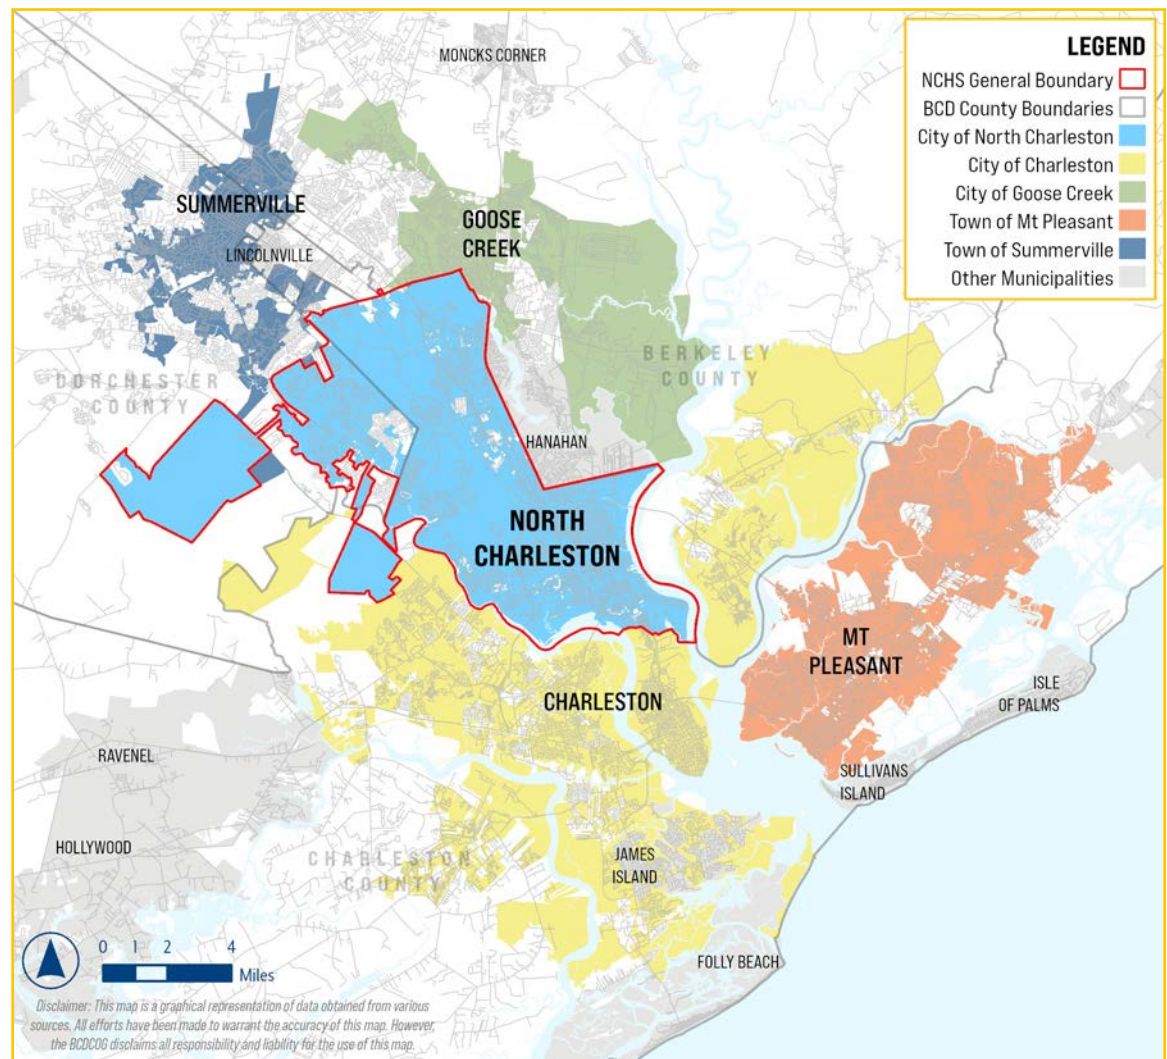 MONCKS CORNER
LEGEND
NCHS General Boundary
BCD County Boundaries
City of North Charleston
City of Charleston
City of Goose Creek
Town of Mt Pleasant
Town of Summerville
Other Municipalities
SUMMERVILLE
GOOSE
CREEK
LINCOLNVILLE
BERKELEY
COUNTY
DORCHESTER
COUNTY
HANAHAN
NORTH
CHARLESTON
MT
PLEASANT
CHARLESTON
ISLE
OF PALMS
RAVENEL
SULLIVANS
ISLAND
HOLLYWOOD
CHARLESTON
COUNTY
JAMES
ISLAND
FOLLY BEACH
0 1 2 4
Miles
Disclaimer: This map is a graphical representation of data obtained from various
sources. All efforts have been made to warrant the accuracy of this map. However,
the BCDCOG disclaims all responsibility and liability for the use of this map.